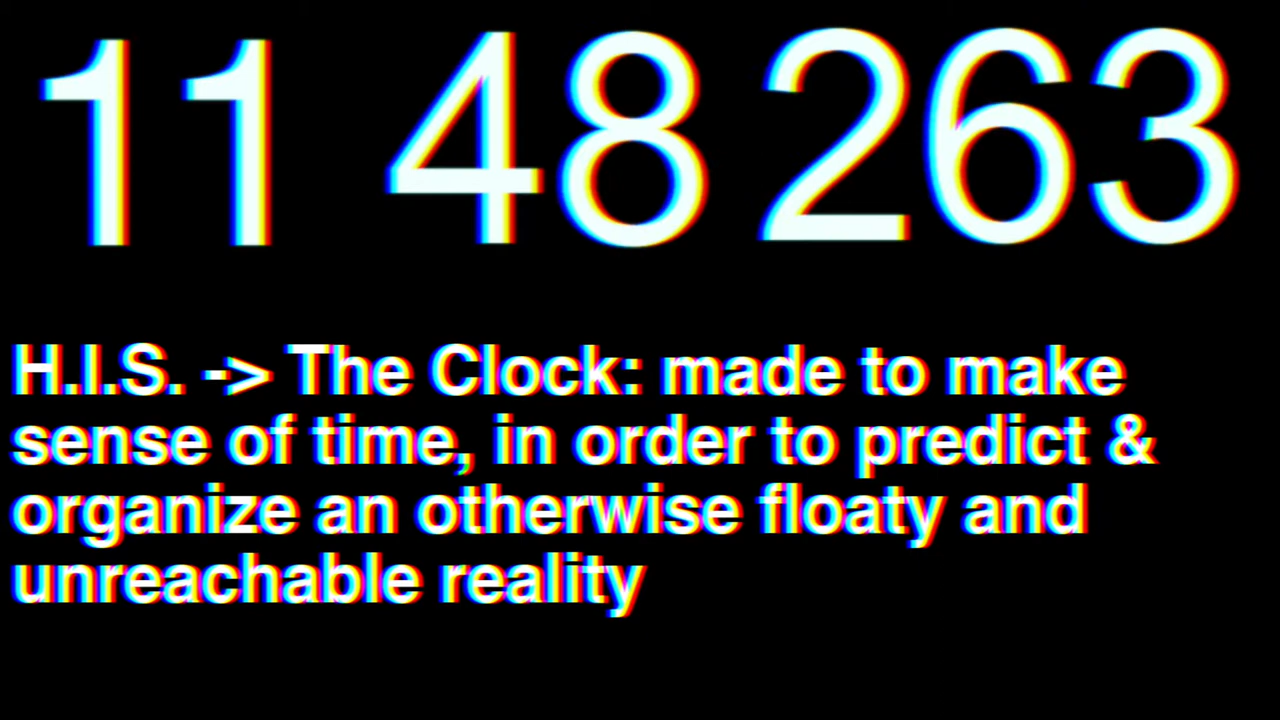 11 48 263
H.I.S. -> The Clock: made to make
sense of time, in order to predict &
organize an otherwise floaty and
unreachable reality